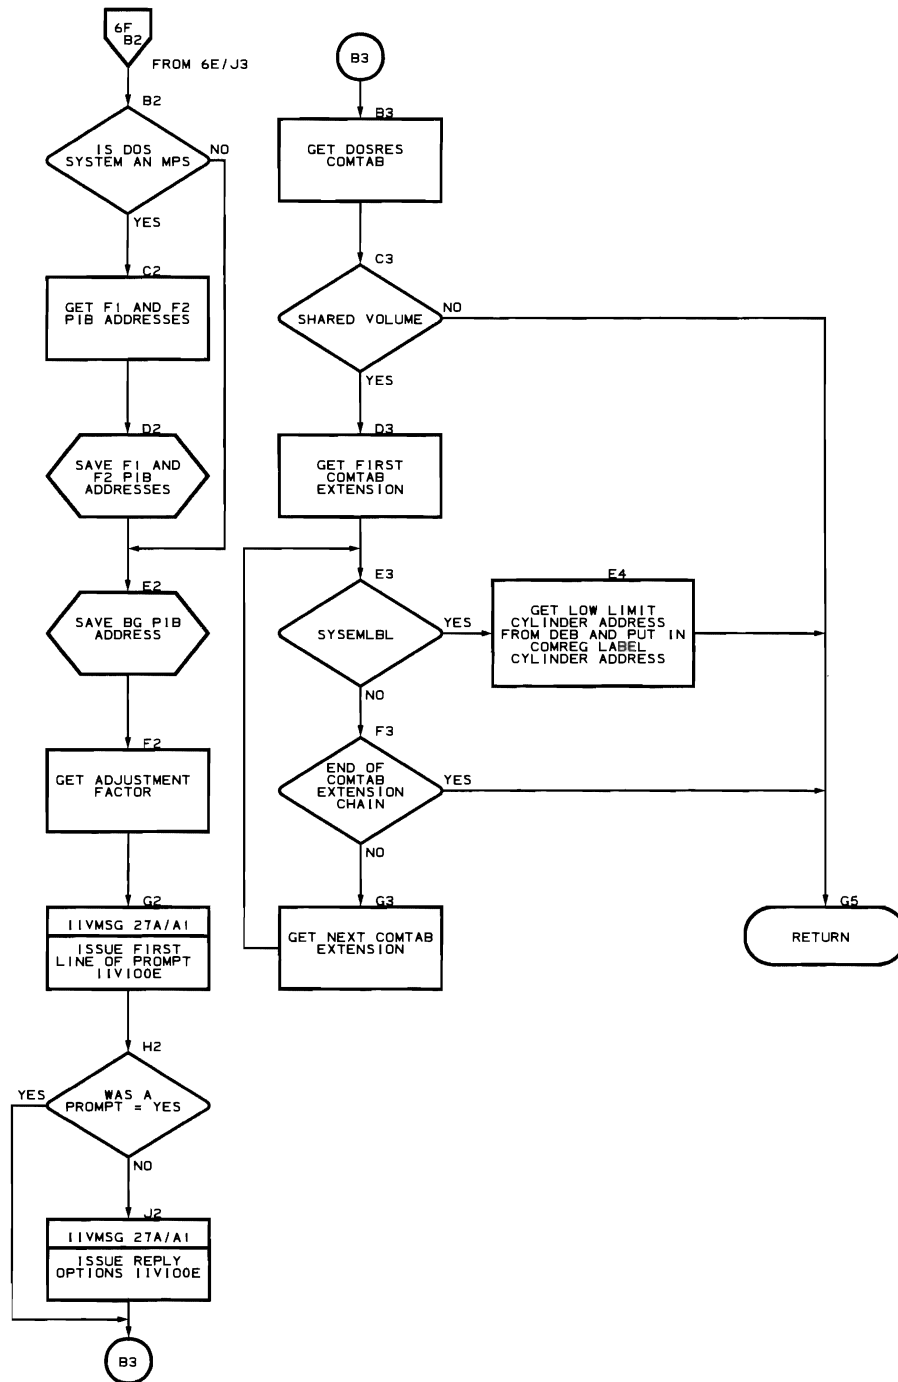 6F
B2
FROM 6E/J3
B2
IS DOS
SYSTEM AN MPS
NO
YES
C2
GET F1 AND F2
PIB ADDRESSES
D2
SAVE F1 AND
F2 PIB
ADDRESSES
E2
SAVE BG PIB
ADDRESS
F2
GET ADJUSTMENT
FACTOR
G2
IIVMSG 27A/A1
ISSUE FIRST
LINE OF PROMPT
IIV100E
H2
YES
WAS A
PROMPT = YES
NO
J2
IIVMSG 27A/A1
ISSUE REPLY
OPTIONS IIV100E
B3
B3
B3
GET DOSRES
COMTAB
C3
SHARED VOLUME
NO
YES
D3
GET FIRST
COMTAB
EXTENSION
E3
SYSEMLBL
YES
NO
E4
GET LOW LIMIT
CYLINDER ADDRESS
FROM DEB AND PUT IN
COMREG LABEL
CYLINDER ADDRESS
F3
END OF
COMTAB
EXTENSION
CHAIN
YES
NO
G3
GET NEXT COMTAB
EXTENSION
G5
RETURN